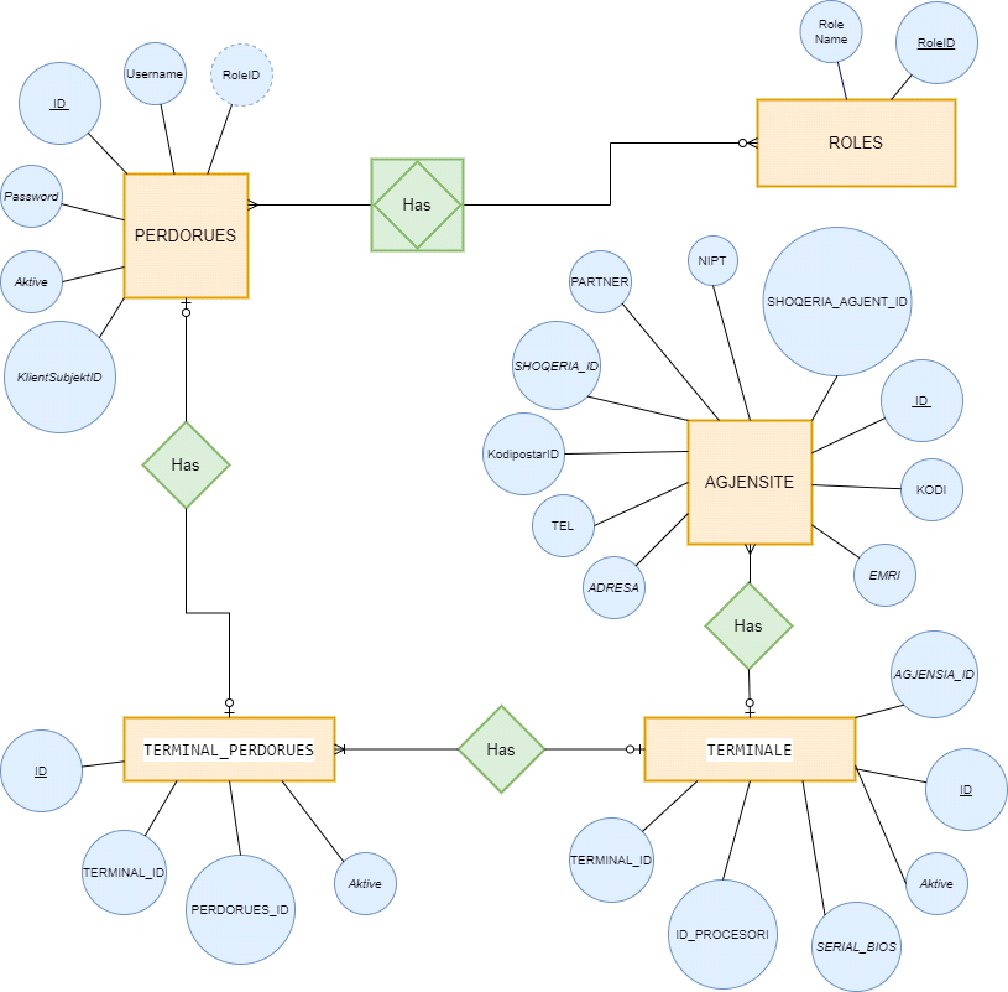 Role
Name
RoleID
ID
Username
RoleID
ROLES
Password
Has
PERDORUES
NIPT
PARTNER
Aktive
SHOQERIA_AGJENT_ID
SHOQERIA_ID
KlientSubjektID
ID
KodipostarID
Has
AGJENSITE
KODI
TEL
EMRI
ADRESA
Has
AGJENSIA_ID
TERMINAL_PERDORUES
Has
TERMINALE
ID
ID
TERMINAL_ID
TERMINAL_ID
Aktive
Aktive
PERDORUES_ID
ID_PROCESORI
SERIAL_BIOS